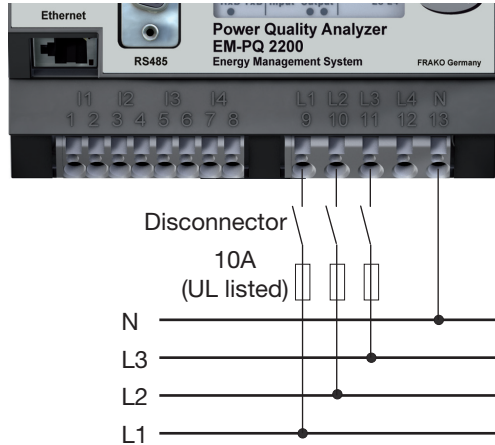 Ethernet
RS485
Power Quality Analyzer
EM-PQ 2200
Energy Management System
FRAKO Germany
I1 I2 I3 I4 L1 L2 L3 L4 N
1 2 3 4 5 6 7 8 9 10 11 12 13
Disconnector
10A
(UL listed)
N
L3
L2
L1